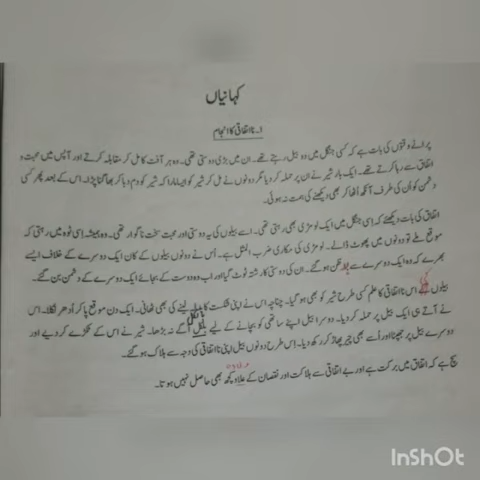 کہانیاں
۱۔ نااتفاقی کا انجام
پرانے وقتوں کی بات ہے کہ کسی جنگل میں دو بیل رہتے تھے۔ ان میں بڑی دوستی تھی۔ وہ ہر آفت کا مل کر مقابلہ کرتے اور آپس میں محبت و
اتفاق سے رہا کرتے تھے۔ ایک بار شیر نے ان پر حملہ کر دیا مگر دونوں نے مل کر شیر کو ایسا مارا کہ شیر کو دم دبا کر بھاگنا پڑا۔ اس کے بعد پھر کسی
دشمن کو اُن کی طرف آنکھ اُٹھا کر بھی دیکھنے کی ہمت نہ ہوئی۔
اتفاق کی بات دیکھئے کہ اِسی جنگل میں ایک لومڑی بھی رہتی تھی۔ اسے بیلوں کی یہ دوستی اور محبت سخت ناگوار تھی۔ وہ ہمیشہ اسی ٹوہ میں رہتی کہ
موقع ملے تو دونوں میں پھوٹ ڈالے۔ لومڑی کی مکاری ضرب المثل ہے۔ اُس نے دونوں بیلوں کے کان ایک دوسرے کے خلاف ایسے
بھرے کہ وہ ایک دوسرے سے بدظن ہو گئے۔ ان کی دوستی کا رشتہ ٹوٹ گیا اور اب وہ دوست کے بجائے ایک دوسرے کے دشمن بن گئے۔
بیلوں کی اس نااتفاقی کا علم کسی طرح شیر کو بھی ہو گیا۔ چنانچہ اس نے اپنی شکست کا بدلہ لینے کی بھی ٹھانی۔ ایک دن موقع پا کر اُدھر نکلا۔ اس
نے آتے ہی ایک بیل پر حملہ کر دیا۔ دوسرا بیل اپنے ساتھی کو بچانے کے لیے بالکل آگے نہ بڑھا۔ شیر نے اس کے ٹکڑے کر دیے اور
دوسرے بیل پر جھپٹا اور اُسے بھی چیر پھاڑ کر رکھ دیا۔ اِس طرح دونوں بیل اپنی نااتفاقی کی وجہ سے ہلاک ہو گئے۔
سچ ہے کہ اتفاق میں برکت ہے اور بے اتفاقی سے ہلاکت اور نقصان کے علاوہ کچھ بھی حاصل نہیں ہوتا۔
InShOt